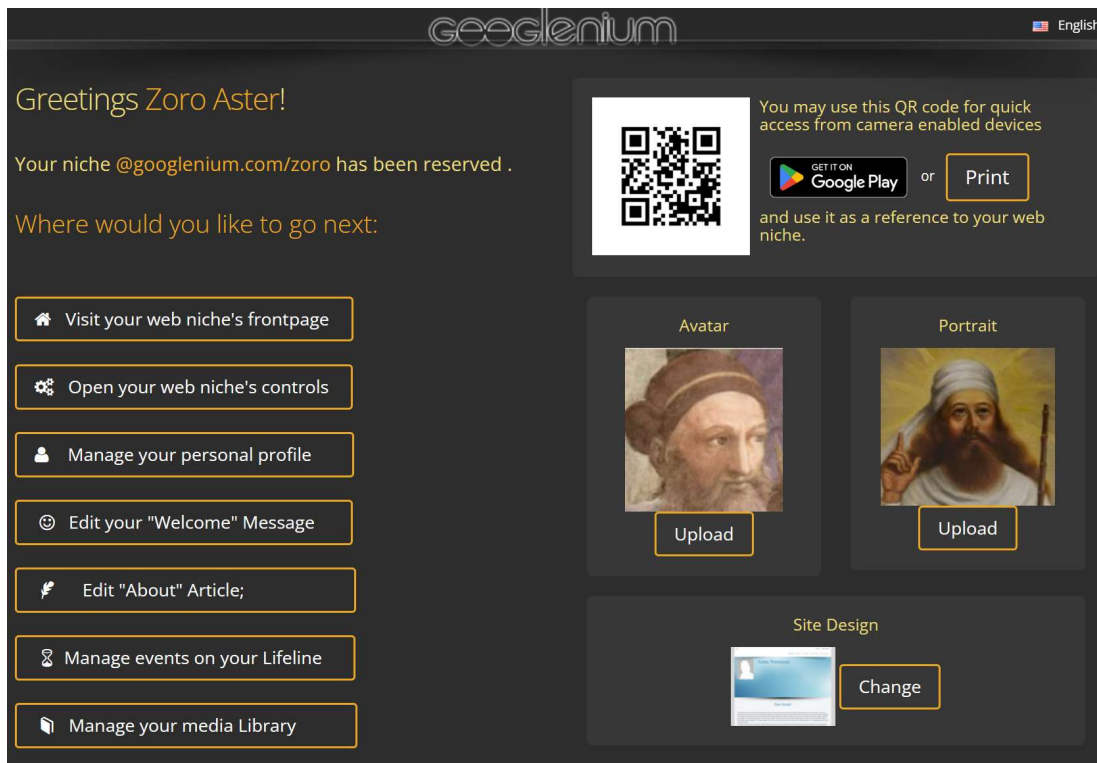 Geeglenium
English
Greetings Zoro Aster!
Your niche @googlenium.com/zoro has been reserved .
Where would you like to go next:
You may use this QR code for quick
access from camera enabled devices
GET IT ON
Google Play
or
Print
and use it as a reference to your web
niche.
Visit your web niche's frontpage
Open your web niche's controls
Manage your personal profile
Edit your "Welcome" Message
Edit "About" Article;
Manage events on your Lifeline
Manage your media Library
Avatar
Upload
Portrait
Upload
Site Design
Change